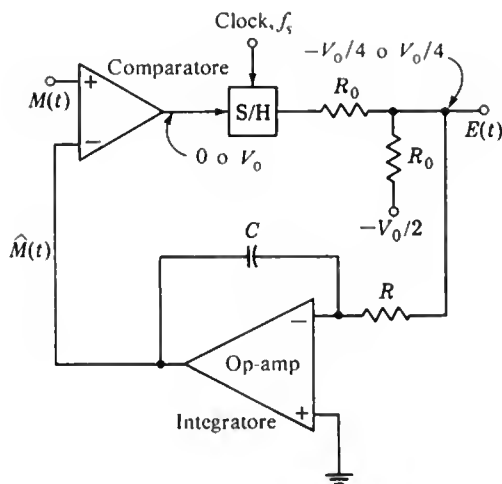 Clock, f_s
−V_0/4 o V_0/4
+
Comparatore
M(t)
S/H
R_0
E(t)
−
0 o V_0
R_0
−V_0/2
M̂(t)
C
R
−
Op-amp
+
Integratore